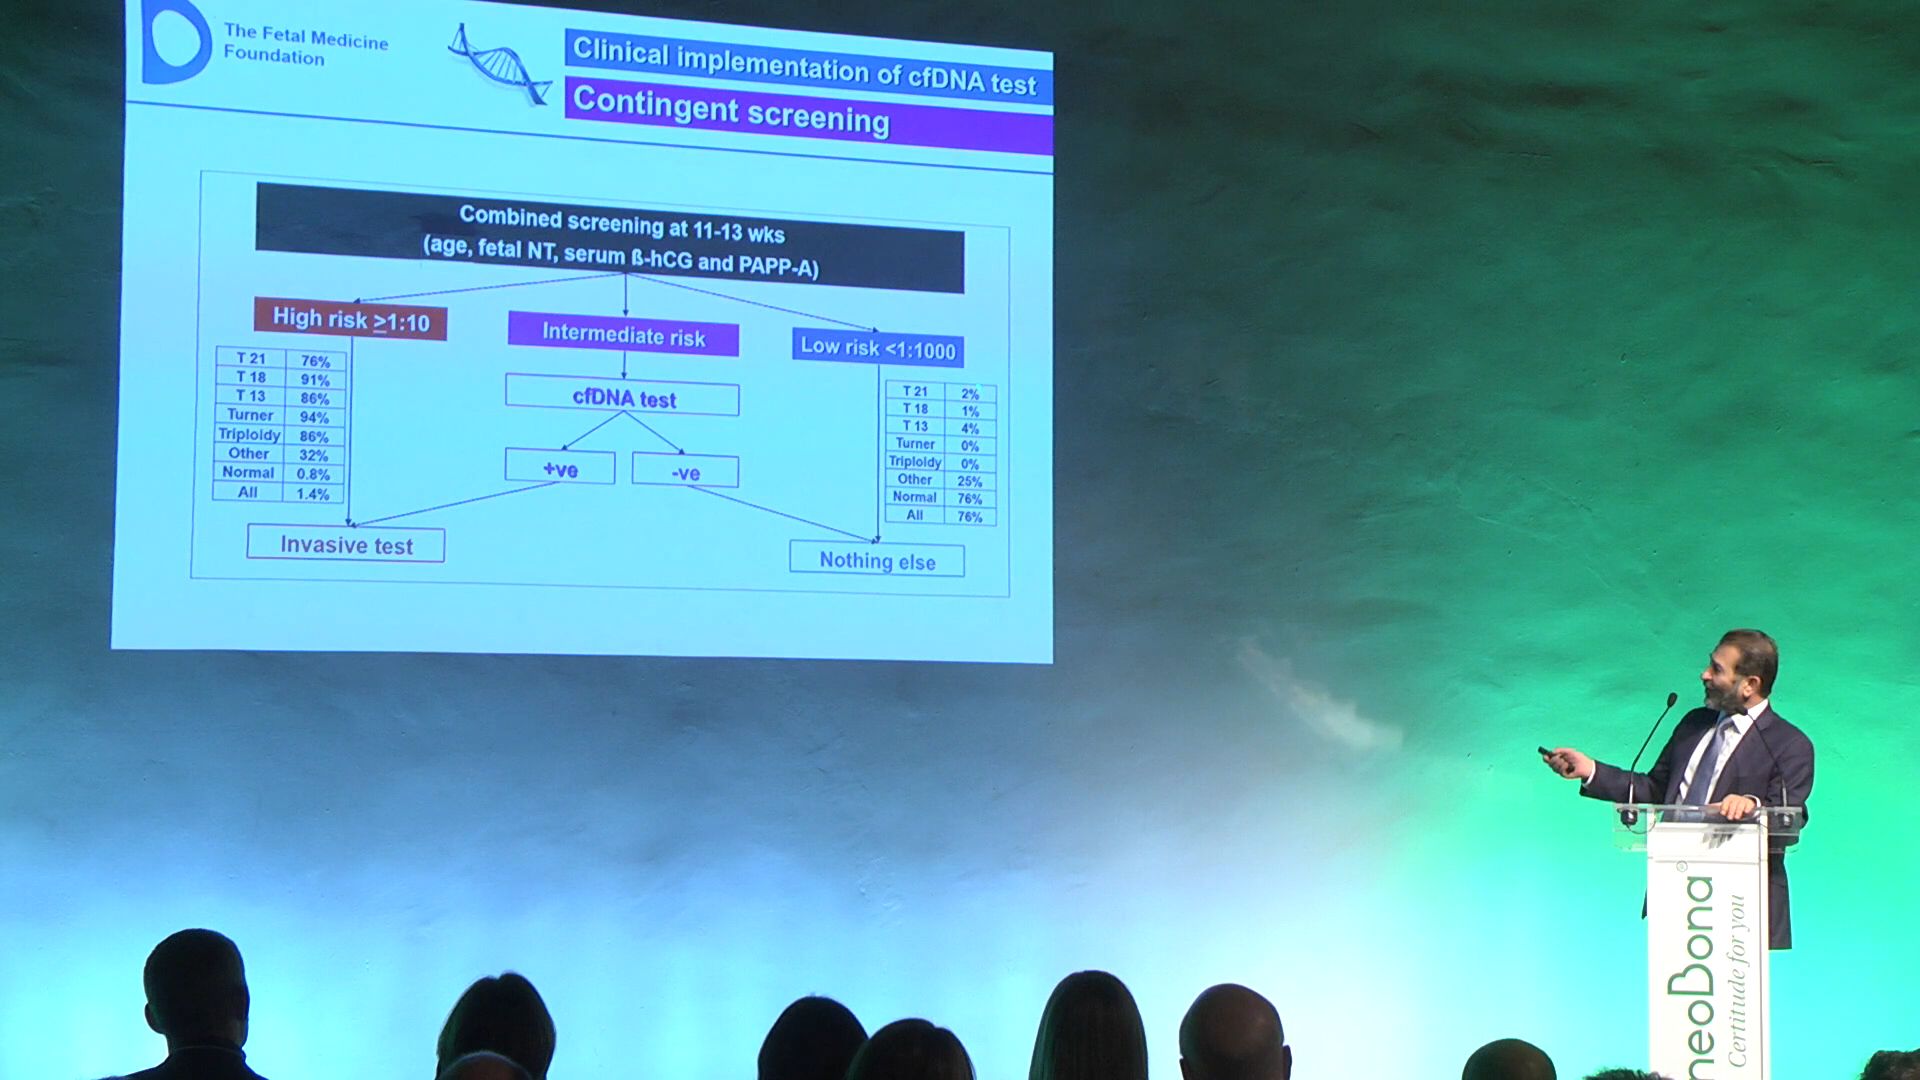 The Fetal Medicine
Foundation
Clinical implementation of cfDNA test
Contingent screening
Combined screening at 11-13 wks
(age, fetal NT, serum ß-hCG and PAPP-A)
High risk ≥1:10
Intermediate risk
Low risk <1:1000
T 21 76%
T 18 91%
T 13 86%
Turner 94%
Triploidy 86%
Other 32%
Normal 0.8%
All 1.4%
cfDNA test
+ve
-ve
T 21 2%
T 18 1%
T 13 4%
Turner 0%
Triploidy 0%
Other 25%
Normal 76%
All 76%
Invasive test
Nothing else
neoBona®
Certitude for you